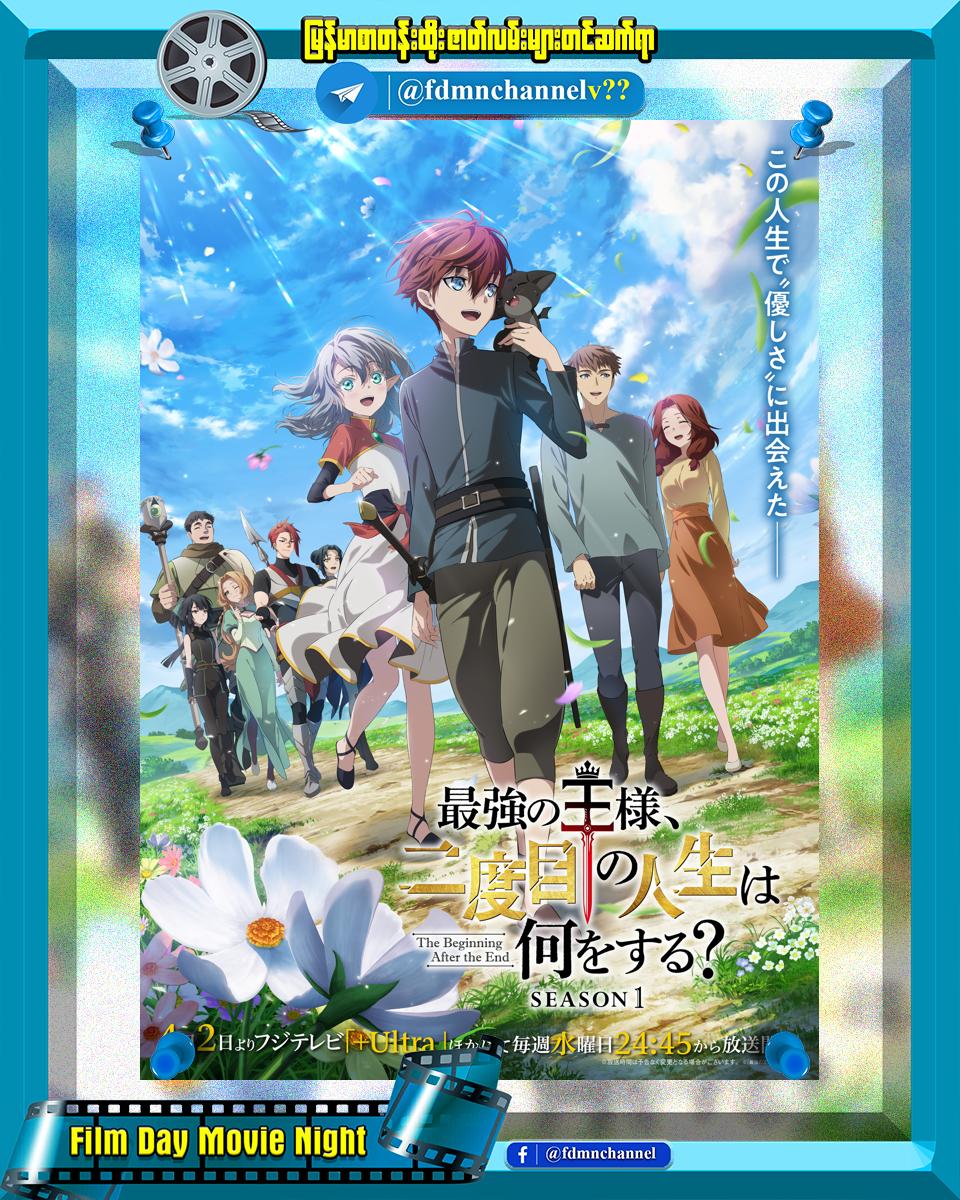 မြန်မာစာတန်းထိုးဇာတ်လမ်းများတင်ဆက်ရာ
@fdmnchannelv??
この人生で〝優しさ〟に出会えた――
最強の王様、
二度目の人生は
The Beginning
After the End
何をする?
SEASON 1
2日よりフジテレビ「+Ultra」ほかにて毎週水曜日24:45から放送開
Film Day Movie Night
@fdmnchannel